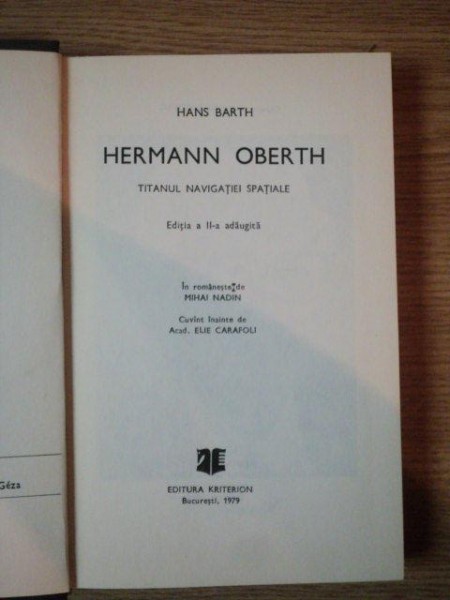 Géza
HANS BARTH
HERMANN OBERTH
TITANUL NAVIGAȚIEI SPAȚIALE
Ediția a II-a adăugită
În românește de
MIHAI NADIN
Cuvînt înainte de
Acad. ELIE CARAFOLI
EDITURA KRITERION
București, 1979